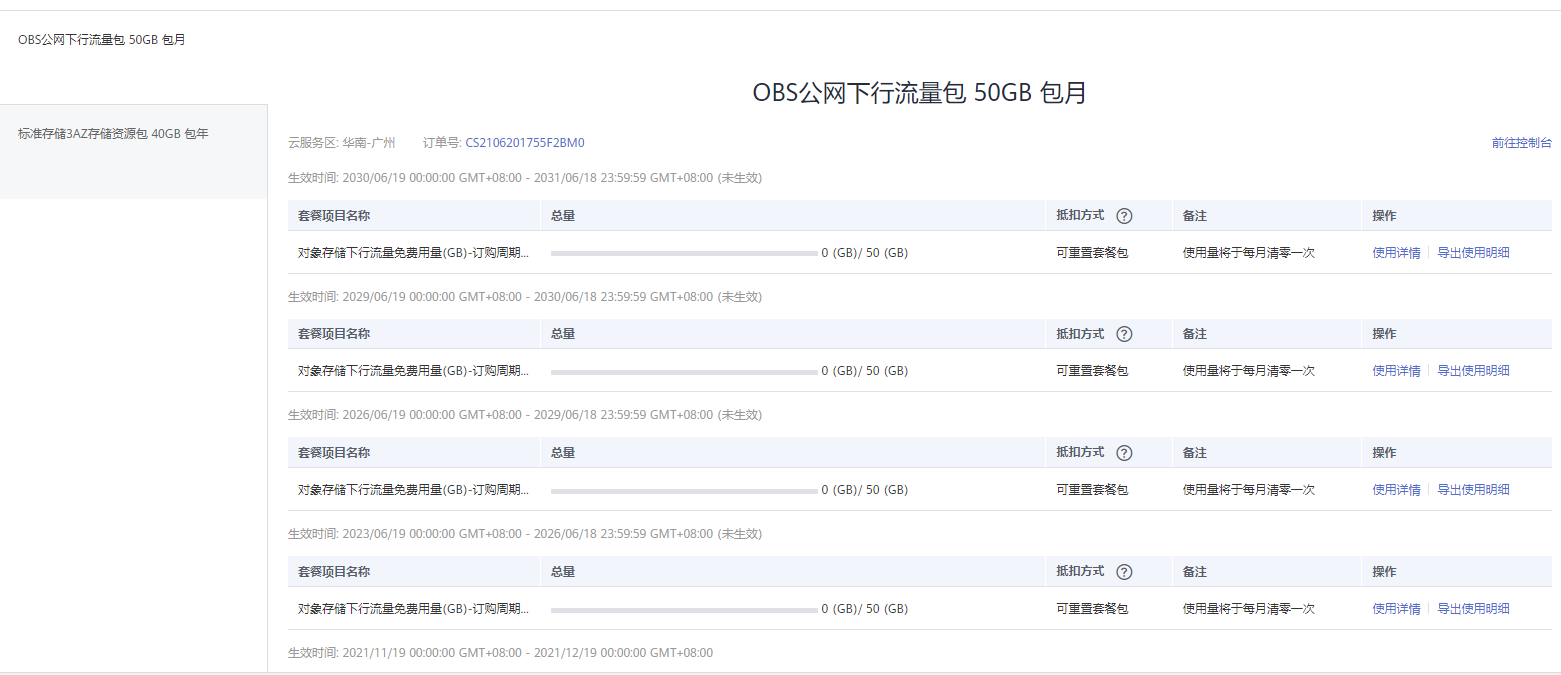 OBS公网下行流量包 50GB 包月
标准存储3AZ存储资源包 40GB 包年
OBS公网下行流量包 50GB 包月
云服务区: 华南-广州 订单号: CS2106201755F2BM0 前往控制台
生效时间: 2030/06/19 00:00:00 GMT+08:00 - 2031/06/18 23:59:59 GMT+08:00 (未生效)
套餐项目名称 总量 抵扣方式 ? 备注 操作
对象存储下行流量免费用量(GB)-订购周期... 0 (GB)/ 50 (GB) 可重置套餐包 使用量将于每月清零一次 使用详情 | 导出使用明细
生效时间: 2029/06/19 00:00:00 GMT+08:00 - 2030/06/18 23:59:59 GMT+08:00 (未生效)
套餐项目名称 总量 抵扣方式 ? 备注 操作
对象存储下行流量免费用量(GB)-订购周期... 0 (GB)/ 50 (GB) 可重置套餐包 使用量将于每月清零一次 使用详情 | 导出使用明细
生效时间: 2026/06/19 00:00:00 GMT+08:00 - 2029/06/18 23:59:59 GMT+08:00 (未生效)
套餐项目名称 总量 抵扣方式 ? 备注 操作
对象存储下行流量免费用量(GB)-订购周期... 0 (GB)/ 50 (GB) 可重置套餐包 使用量将于每月清零一次 使用详情 | 导出使用明细
生效时间: 2023/06/19 00:00:00 GMT+08:00 - 2026/06/18 23:59:59 GMT+08:00 (未生效)
套餐项目名称 总量 抵扣方式 ? 备注 操作
对象存储下行流量免费用量(GB)-订购周期... 0 (GB)/ 50 (GB) 可重置套餐包 使用量将于每月清零一次 使用详情 | 导出使用明细
生效时间: 2021/11/19 00:00:00 GMT+08:00 - 2021/12/19 00:00:00 GMT+08:00